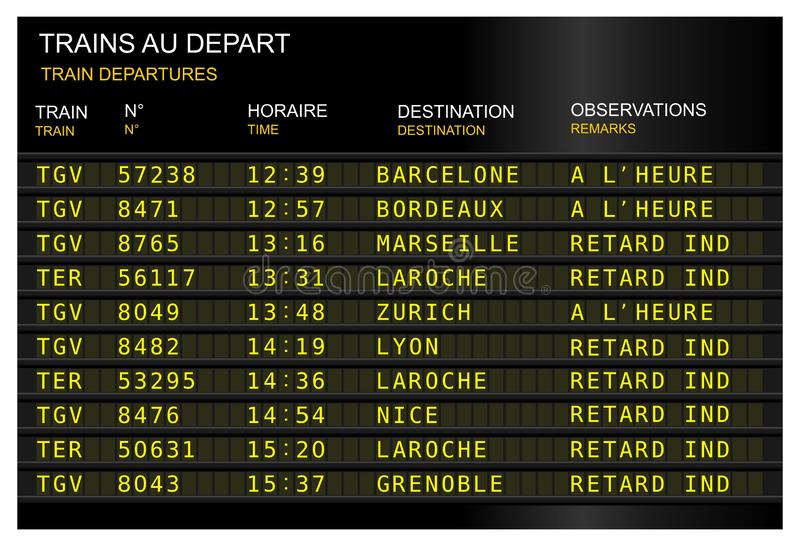 TRAINS AU DEPART
TRAIN DEPARTURES
TRAIN N° HORAIRE DESTINATION OBSERVATIONS
TRAIN N° TIME DESTINATION REMARKS
TGV 57238 12:39 BARCELONE A L'HEURE
TGV 8471 12:57 BORDEAUX A L'HEURE
TGV 8765 13:16 MARSEILLE RETARD IND
TER 56117 13:31 LAROCHE RETARD IND
TGV 8049 13:48 ZURICH A L'HEURE
TGV 8482 14:19 LYON RETARD IND
TER 53295 14:36 LAROCHE RETARD IND
TGV 8476 14:54 NICE RETARD IND
TER 50631 15:20 LAROCHE RETARD IND
TGV 8043 15:37 GRENOBLE RETARD IND
dreamstime.com